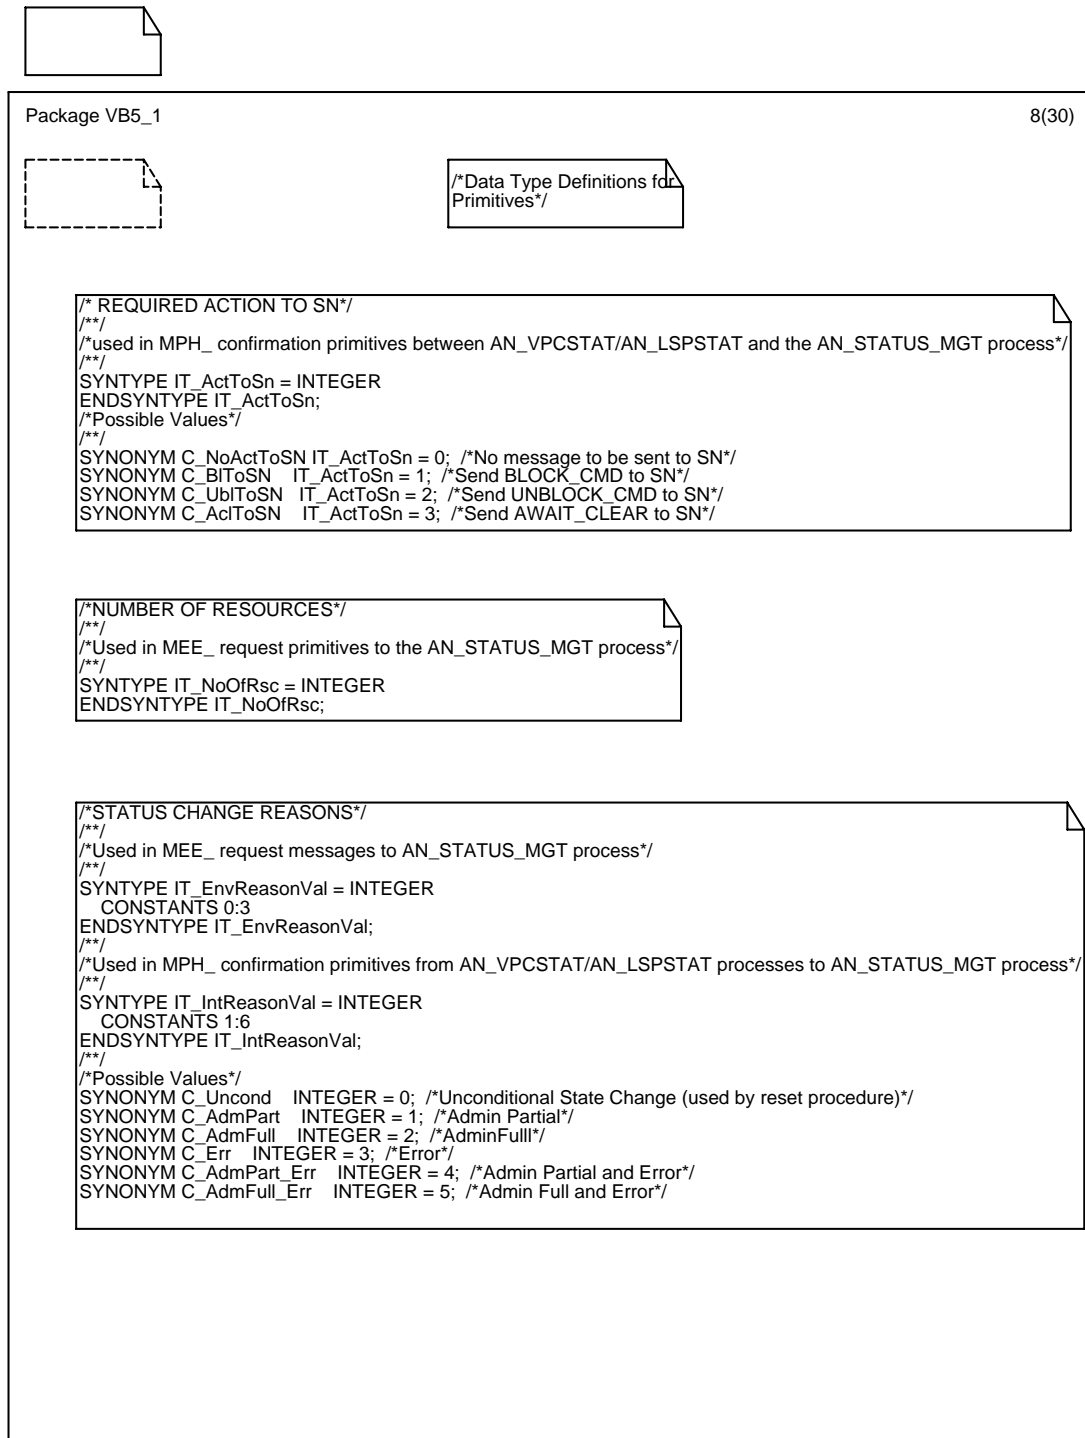 Package VB5_1 8(30)
/*Data Type Definitions for
Primitives*/
/* REQUIRED ACTION TO SN*/
/**/
/*used in MPH_ confirmation primitives between AN_VPCSTAT/AN_LSPSTAT and the AN_STATUS_MGT process*/
/**/
SYNTYPE IT_ActToSn = INTEGER
ENDSYNTYPE IT_ActToSn;
/*Possible Values*/
/**/
SYNONYM C_NoActToSN IT_ActToSn = 0; /*No message to be sent to SN*/
SYNONYM C_BlToSN IT_ActToSn = 1; /*Send BLOCK_CMD to SN*/
SYNONYM C_UblToSN IT_ActToSn = 2; /*Send UNBLOCK_CMD to SN*/
SYNONYM C_AclToSN IT_ActToSn = 3; /*Send AWAIT_CLEAR to SN*/
/*NUMBER OF RESOURCES*/
/**/
/*Used in MEE_ request primitives to the AN_STATUS_MGT process*/
/**/
SYNTYPE IT_NoOfRsc = INTEGER
ENDSYNTYPE IT_NoOfRsc;
/*STATUS CHANGE REASONS*/
/**/
/*Used in MEE_ request messages to AN_STATUS_MGT process*/
/**/
SYNTYPE IT_EnvReasonVal = INTEGER
CONSTANTS 0:3
ENDSYNTYPE IT_EnvReasonVal;
/**/
/*Used in MPH_ confirmation primitives from AN_VPCSTAT/AN_LSPSTAT processes to AN_STATUS_MGT process*/
/**/
SYNTYPE IT_IntReasonVal = INTEGER
CONSTANTS 1:6
ENDSYNTYPE IT_IntReasonVal;
/**/
/*Possible Values*/
SYNONYM C_Uncond INTEGER = 0; /*Unconditional State Change (used by reset procedure)*/
SYNONYM C_AdmPart INTEGER = 1; /*Admin Partial*/
SYNONYM C_AdmFull INTEGER = 2; /*AdminFulll*/
SYNONYM C_Err INTEGER = 3; /*Error*/
SYNONYM C_AdmPart_Err INTEGER = 4; /*Admin Partial and Error*/
SYNONYM C_AdmFull_Err INTEGER = 5; /*Admin Full and Error*/